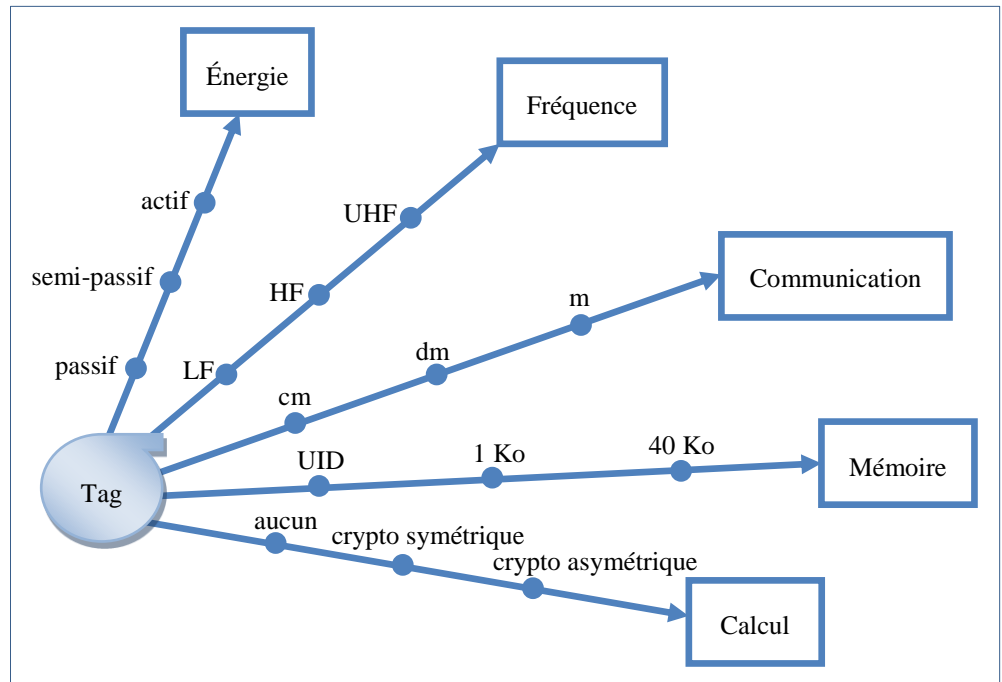 Énergie
Fréquence
actif
UHF
Communication
semi-passif
HF
m
passif
LF
dm
cm
Tag
UID
1 Ko
40 Ko
Mémoire
aucun
crypto symétrique
crypto asymétrique
Calcul